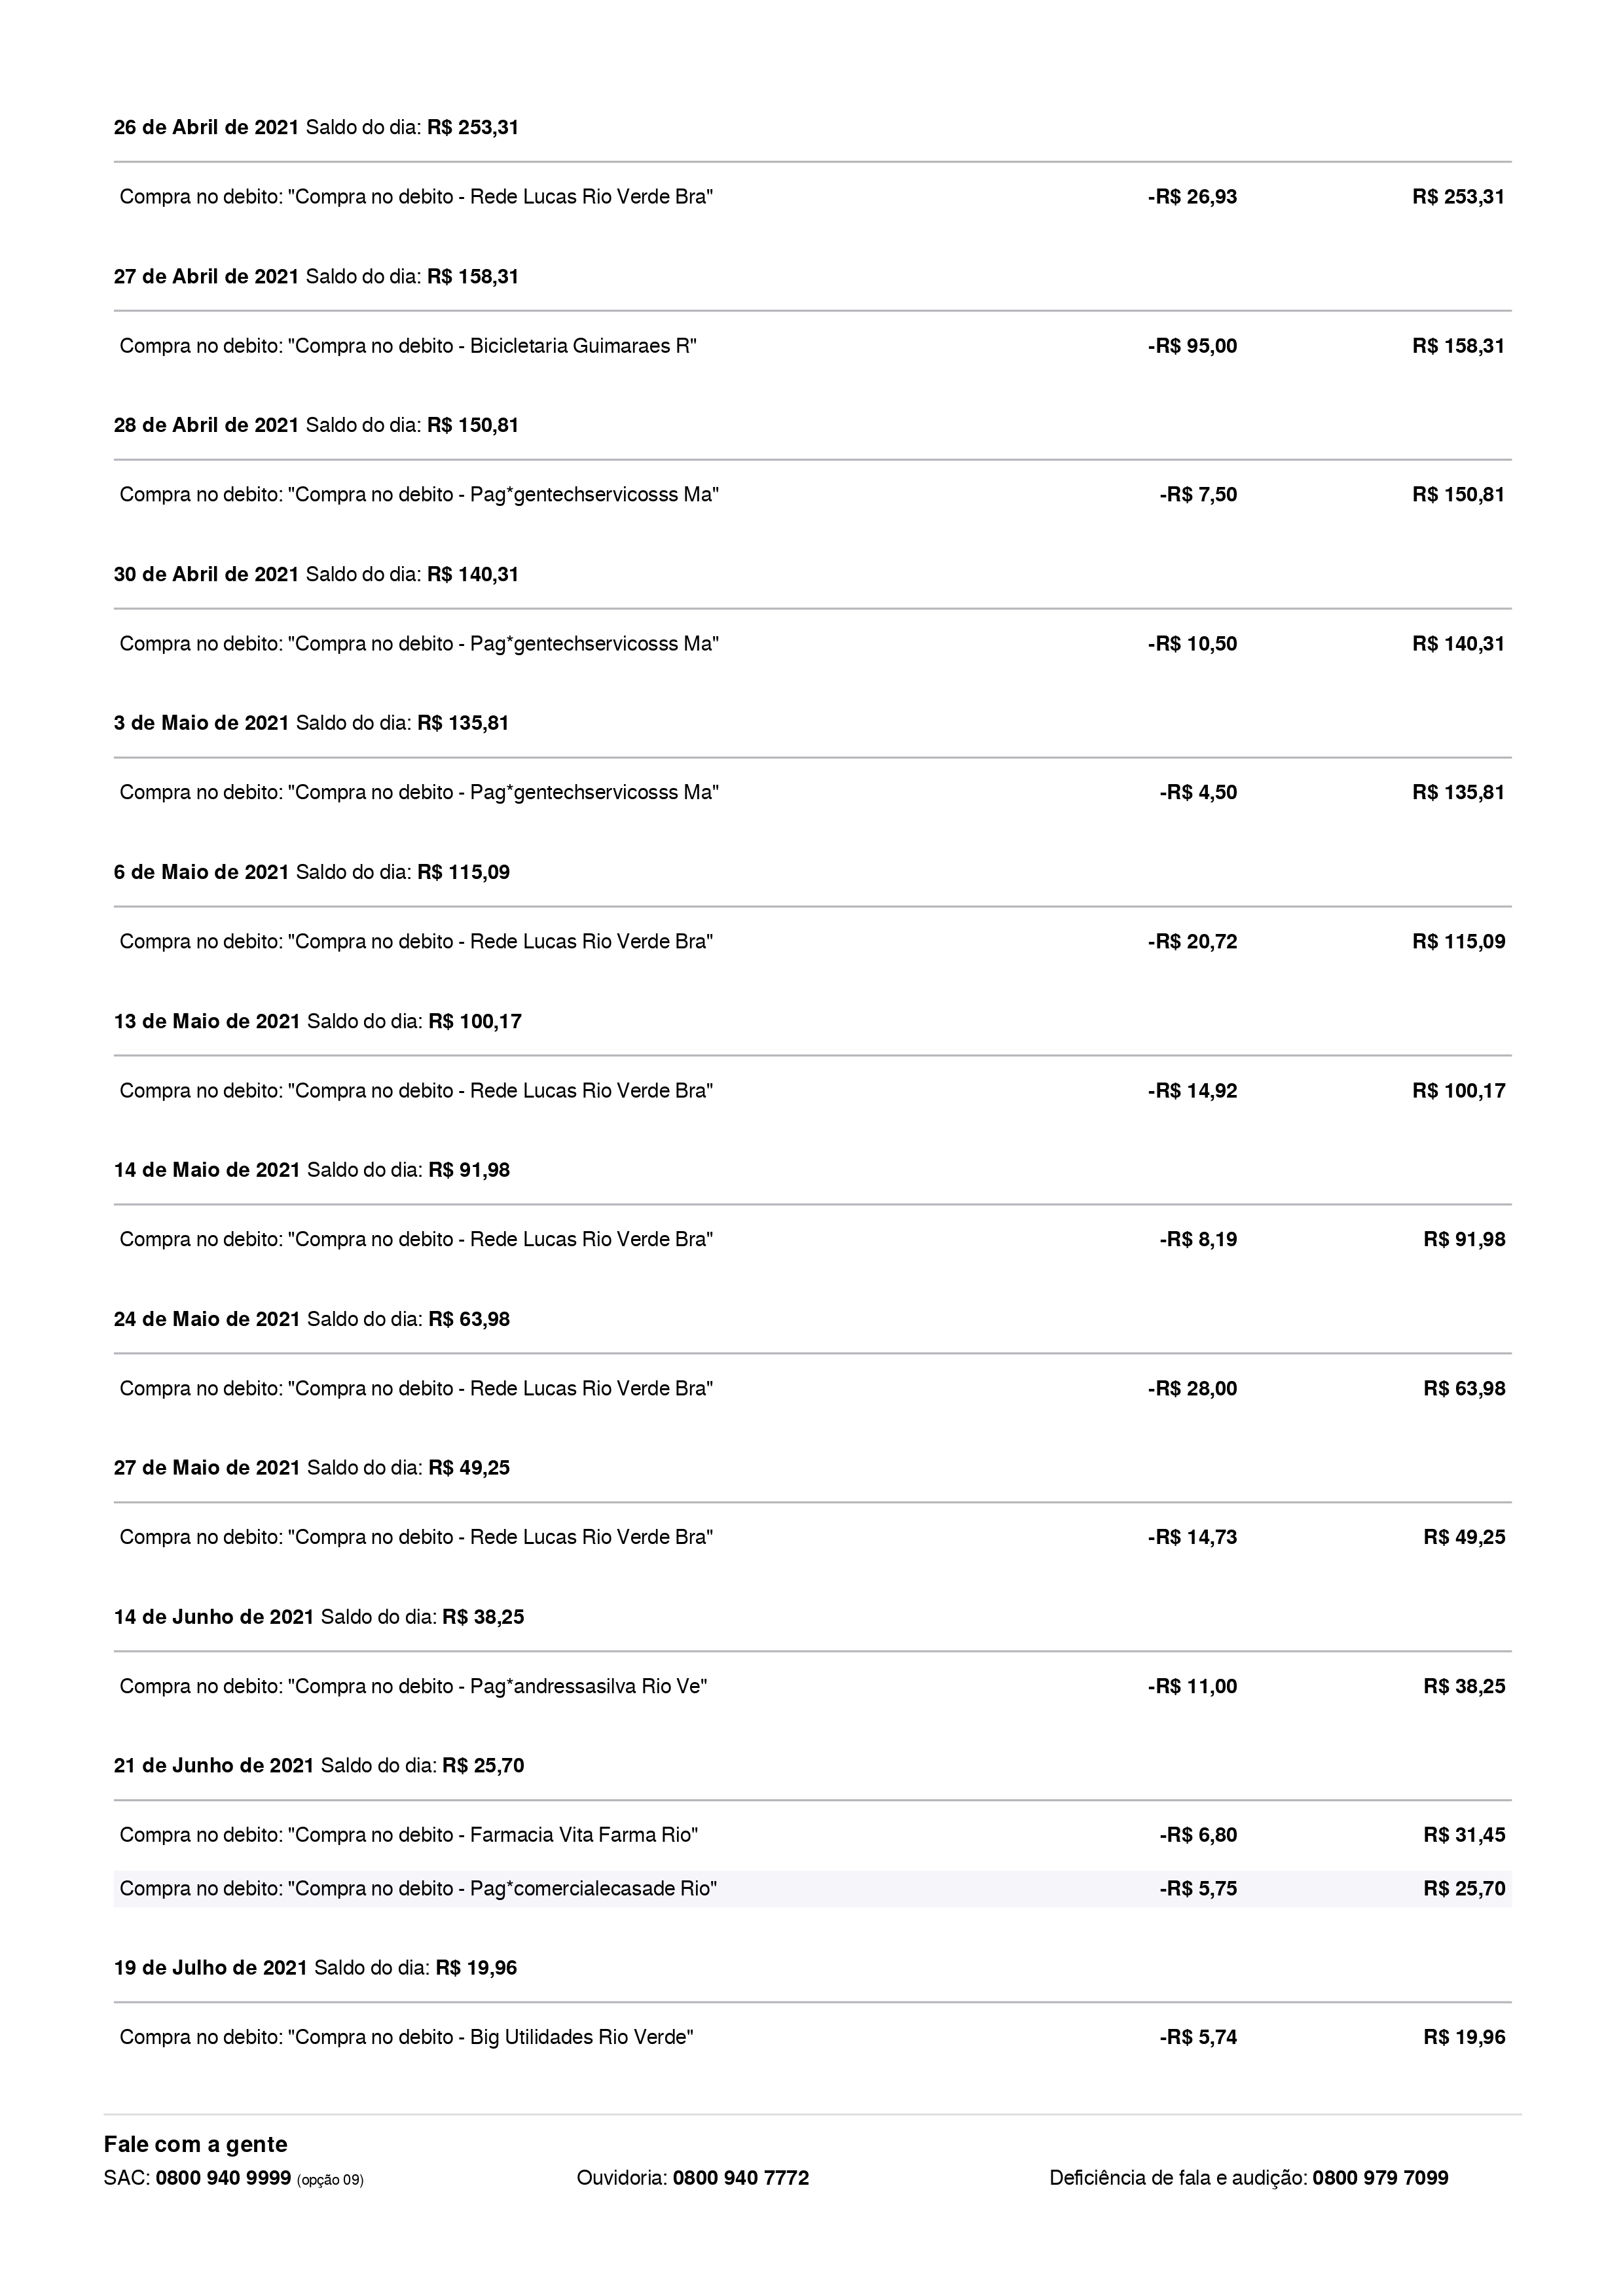 26 de Abril de 2021 Saldo do dia: R$ 253,31
Compra no debito: "Compra no debito - Rede Lucas Rio Verde Bra" -R$ 26,93 R$ 253,31
27 de Abril de 2021 Saldo do dia: R$ 158,31
Compra no debito: "Compra no debito - Bicicletaria Guimaraes R" -R$ 95,00 R$ 158,31
28 de Abril de 2021 Saldo do dia: R$ 150,81
Compra no debito: "Compra no debito - Pag*gentechservicosss Ma" -R$ 7,50 R$ 150,81
30 de Abril de 2021 Saldo do dia: R$ 140,31
Compra no debito: "Compra no debito - Pag*gentechservicosss Ma" -R$ 10,50 R$ 140,31
3 de Maio de 2021 Saldo do dia: R$ 135,81
Compra no debito: "Compra no debito - Pag*gentechservicosss Ma" -R$ 4,50 R$ 135,81
6 de Maio de 2021 Saldo do dia: R$ 115,09
Compra no debito: "Compra no debito - Rede Lucas Rio Verde Bra" -R$ 20,72 R$ 115,09
13 de Maio de 2021 Saldo do dia: R$ 100,17
Compra no debito: "Compra no debito - Rede Lucas Rio Verde Bra" -R$ 14,92 R$ 100,17
14 de Maio de 2021 Saldo do dia: R$ 91,98
Compra no debito: "Compra no debito - Rede Lucas Rio Verde Bra" -R$ 8,19 R$ 91,98
24 de Maio de 2021 Saldo do dia: R$ 63,98
Compra no debito: "Compra no debito - Rede Lucas Rio Verde Bra" -R$ 28,00 R$ 63,98
27 de Maio de 2021 Saldo do dia: R$ 49,25
Compra no debito: "Compra no debito - Rede Lucas Rio Verde Bra" -R$ 14,73 R$ 49,25
14 de Junho de 2021 Saldo do dia: R$ 38,25
Compra no debito: "Compra no debito - Pag*andressasilva Rio Ve" -R$ 11,00 R$ 38,25
21 de Junho de 2021 Saldo do dia: R$ 25,70
Compra no debito: "Compra no debito - Farmacia Vita Farma Rio" -R$ 6,80 R$ 31,45
Compra no debito: "Compra no debito - Pag*comercialecasade Rio" -R$ 5,75 R$ 25,70
19 de Julho de 2021 Saldo do dia: R$ 19,96
Compra no debito: "Compra no debito - Big Utilidades Rio Verde" -R$ 5,74 R$ 19,96
Fale com a gente
SAC: 0800 940 9999 (opção 09) Ouvidoria: 0800 940 7772 Deficiência de fala e audição: 0800 979 7099